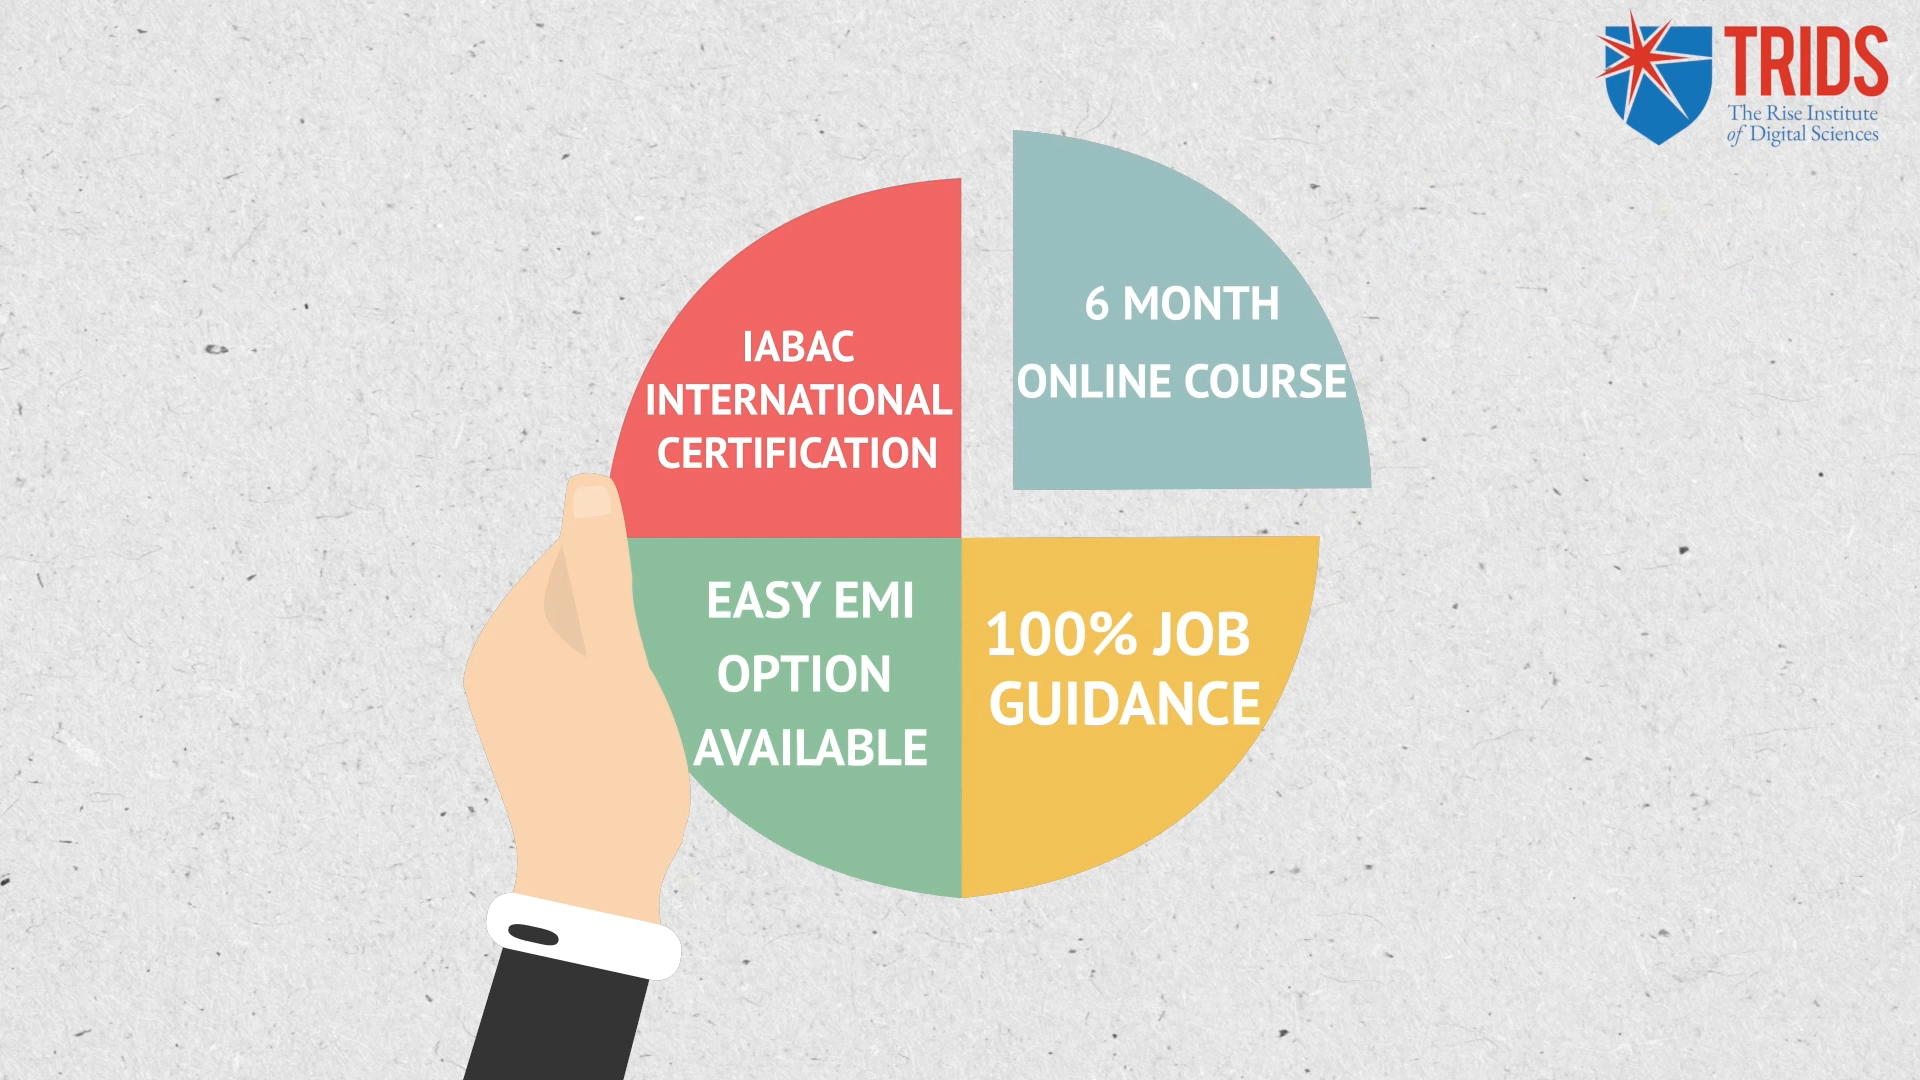 TRIDS
The Rise Institute
of Digital Sciences
IABAC
INTERNATIONAL
CERTIFICATION
6 MONTH
ONLINE COURSE
EASY EMI
OPTION
AVAILABLE
100% JOB
GUIDANCE